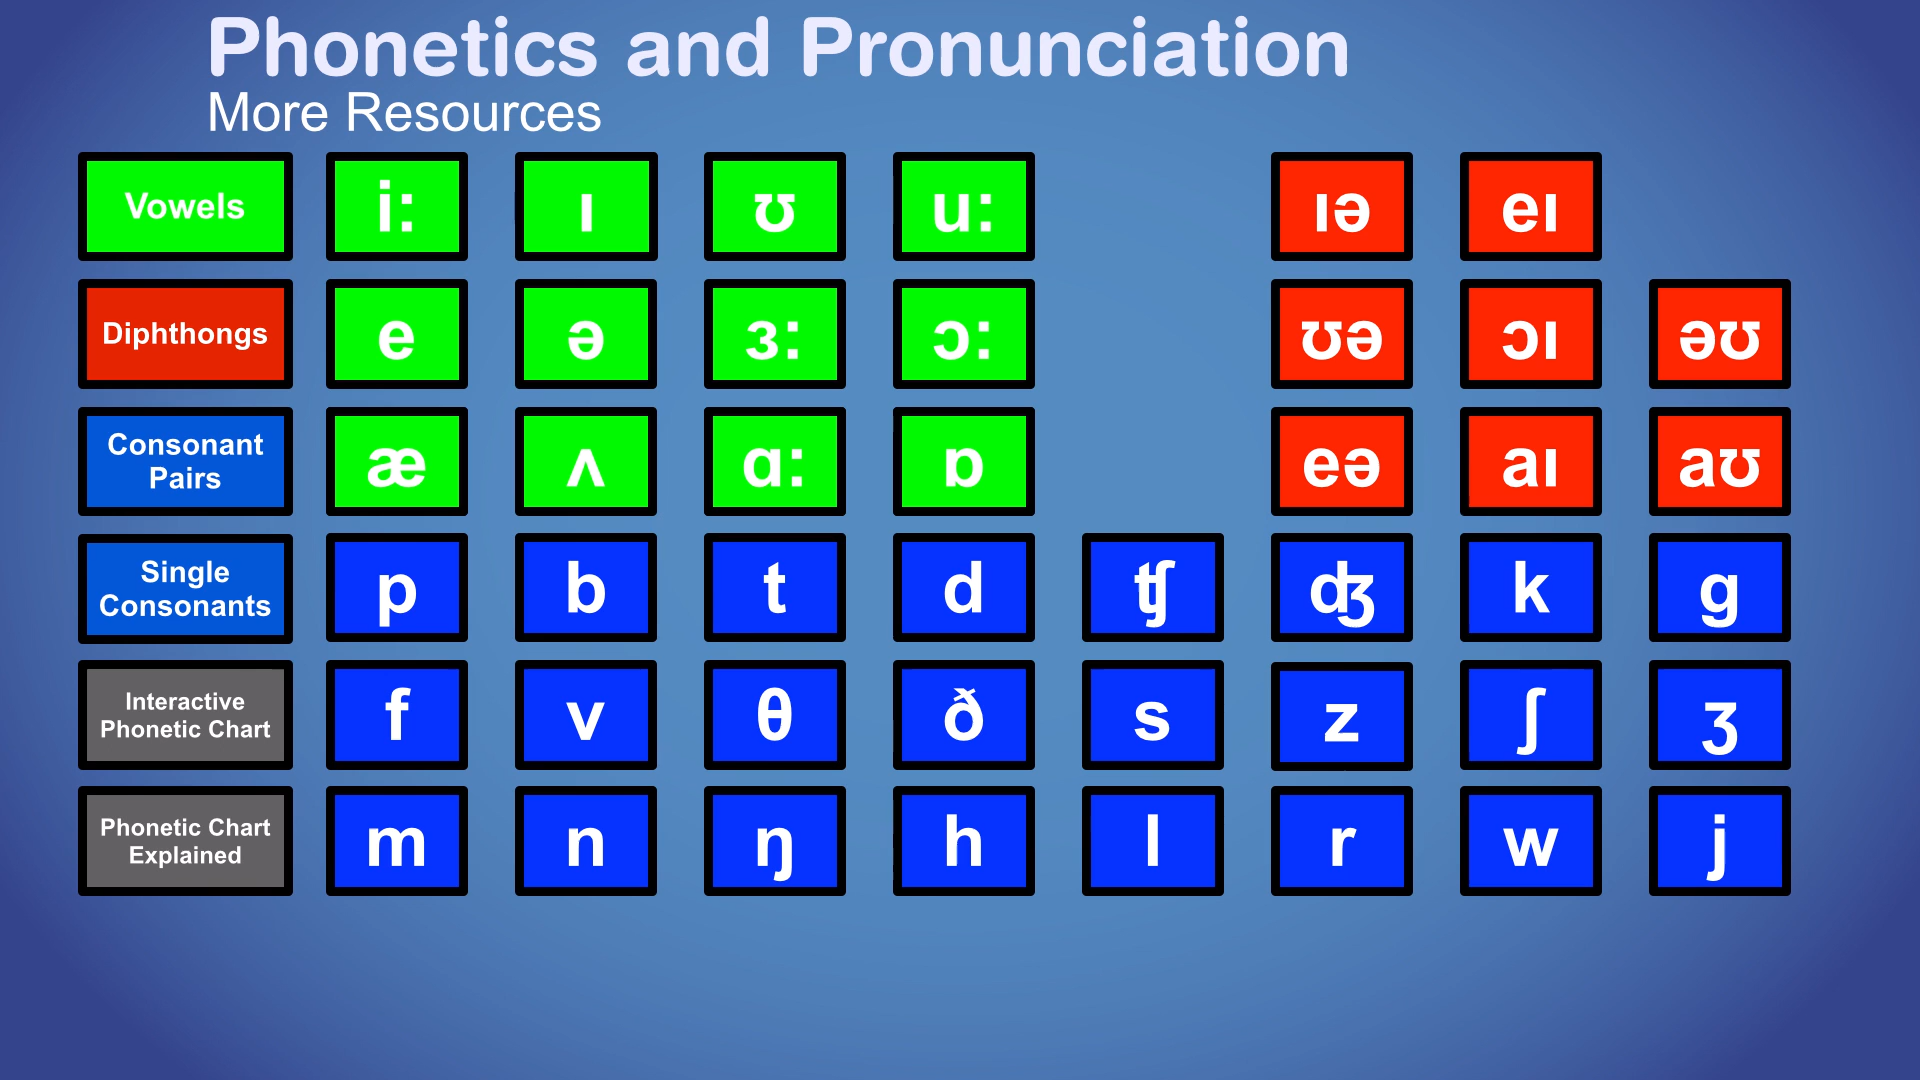 Phonetics and Pronunciation
More Resources
Vowels i: ɪ ʊ u: ɪə eɪ
Diphthongs e ə ɜ: ɔ: ʊə ɔɪ əʊ
Consonant
Pairs
æ ʌ ɑ: ɒ eə aɪ aʊ
Single
Consonants
p b t d ʧ ʤ k g
Interactive
Phonetic Chart
f v θ ð s z ʃ ʒ
Phonetic Chart
Explained
m n ŋ h l r w j